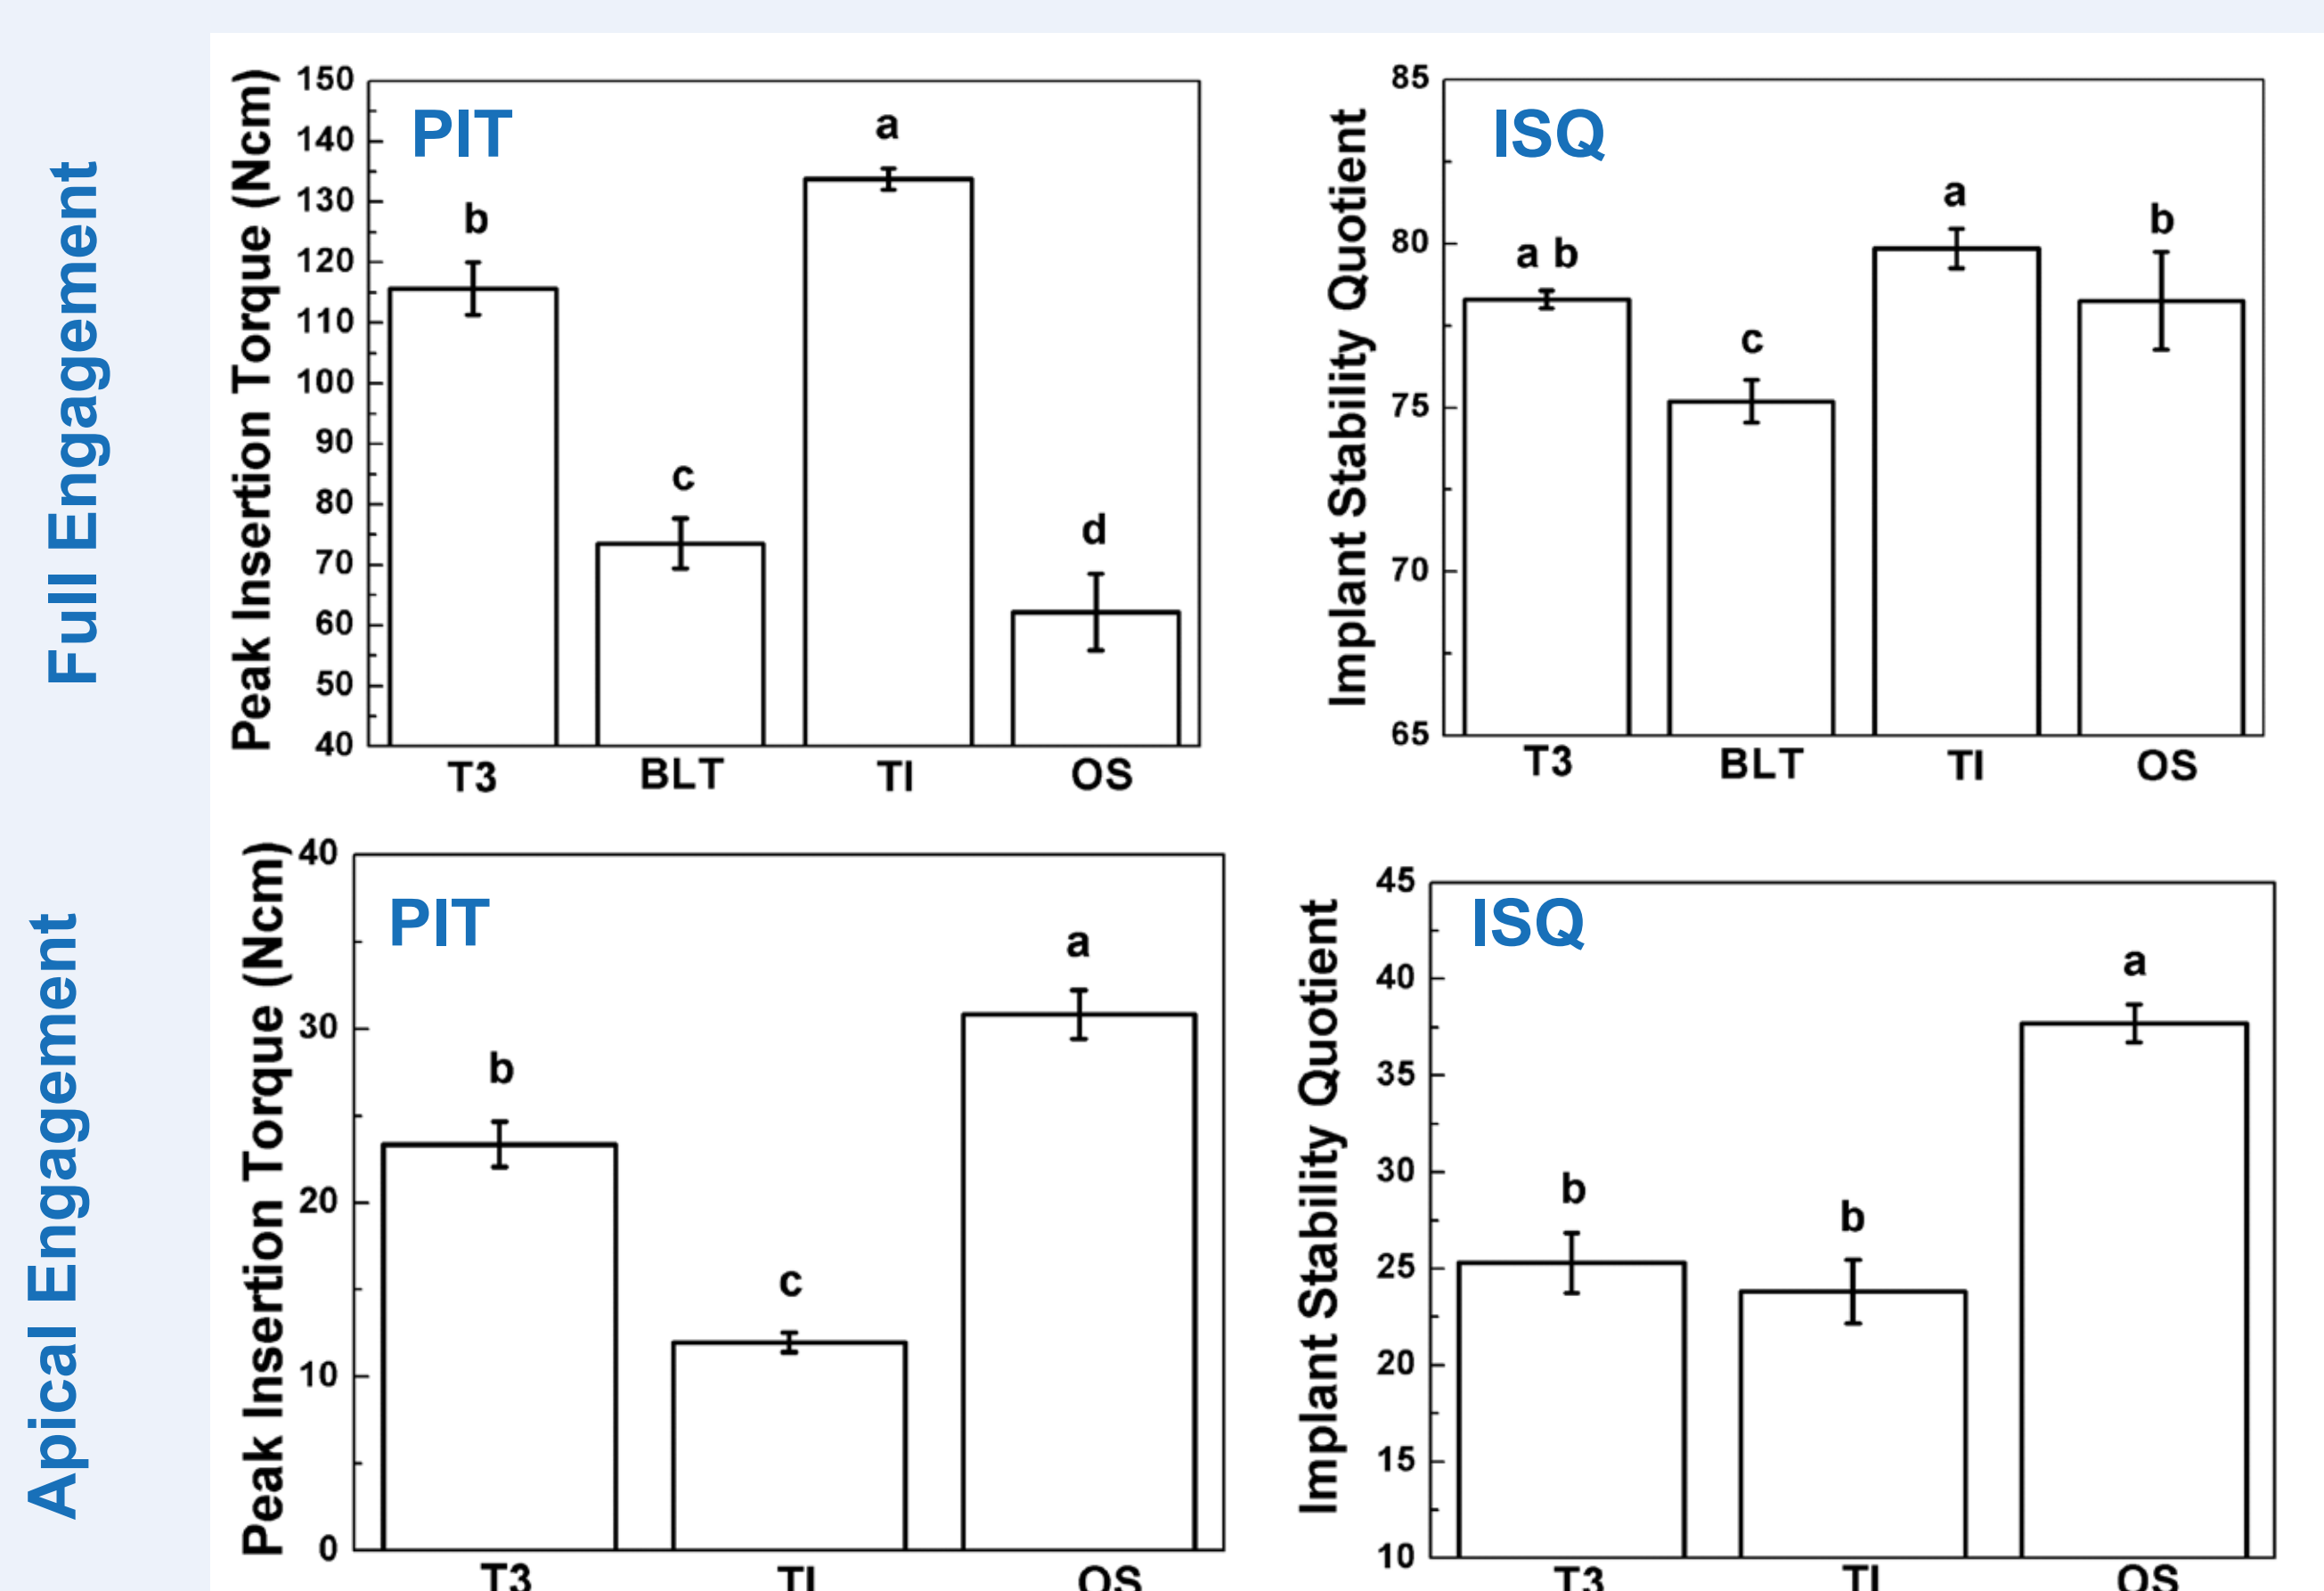 Full Engagement
Peak Insertion Torque (Ncm)
150
140
130
120
110
100
90
80
70
60
50
40
PIT
b
c
a
d
T3 BLT TI OS
Implant Stability Quotient
85
80
75
70
65
ISQ
a b
c
a
b
T3 BLT TI OS
Apical Engagement
Peak Insertion Torque (Ncm)
40
30
20
10
0
PIT
b
c
a
T3 TI OS
Implant Stability Quotient
45
40
35
30
25
20
15
10
ISQ
b
b
a
T3 TI OS